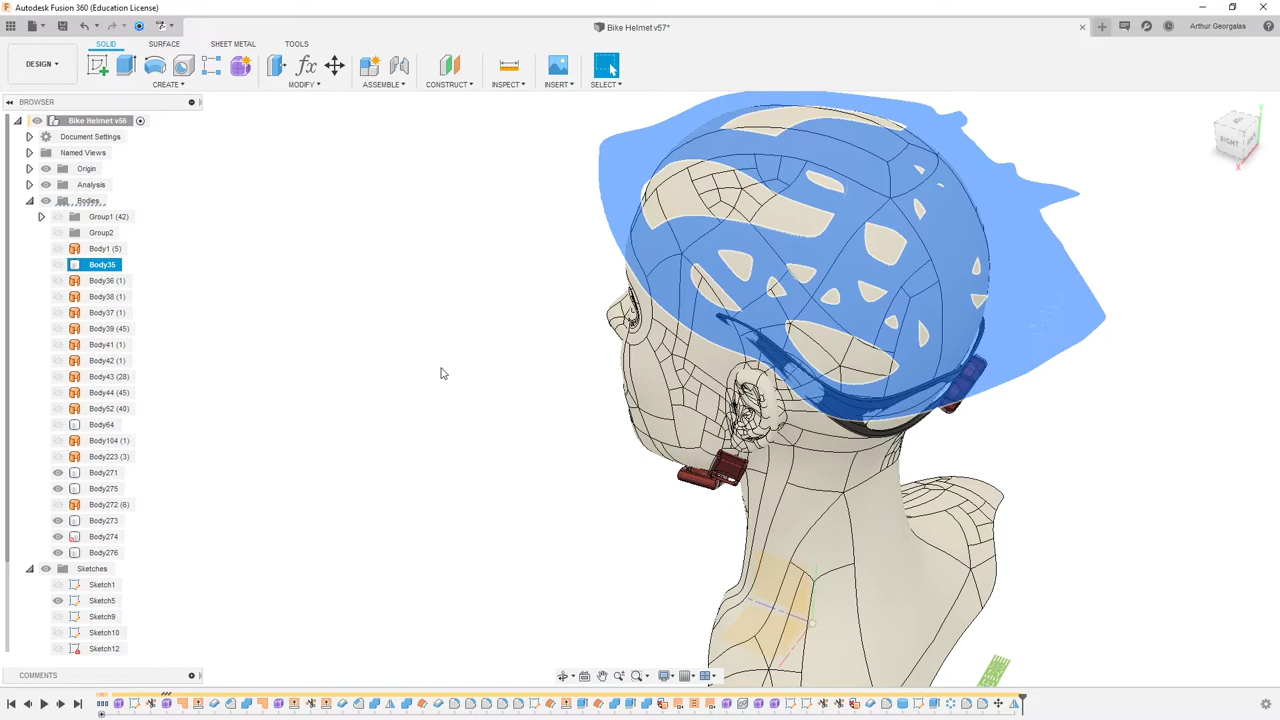 Autodesk Fusion 360 (Education License)
Bike Helmet v57*
Arthur Georgalas
DESIGN
SOLID SURFACE SHEET METAL TOOLS
CREATE MODIFY ASSEMBLE CONSTRUCT INSPECT INSERT SELECT
BROWSER
Bike Helmet v56
Document Settings
Named Views
Origin
Analysis
Bodies
Group1 (42)
Group2
Body1 (5)
Body35
Body36 (1)
Body38 (1)
Body37 (1)
Body39 (45)
Body41 (1)
Body42 (1)
Body43 (28)
Body44 (45)
Body52 (40)
Body64
Body104 (1)
Body223 (3)
Body271
Body275
Body272 (6)
Body273
Body274
Body276
Sketches
Sketch1
Sketch5
Sketch9
Sketch10
Sketch12
COMMENTS
RIGHT